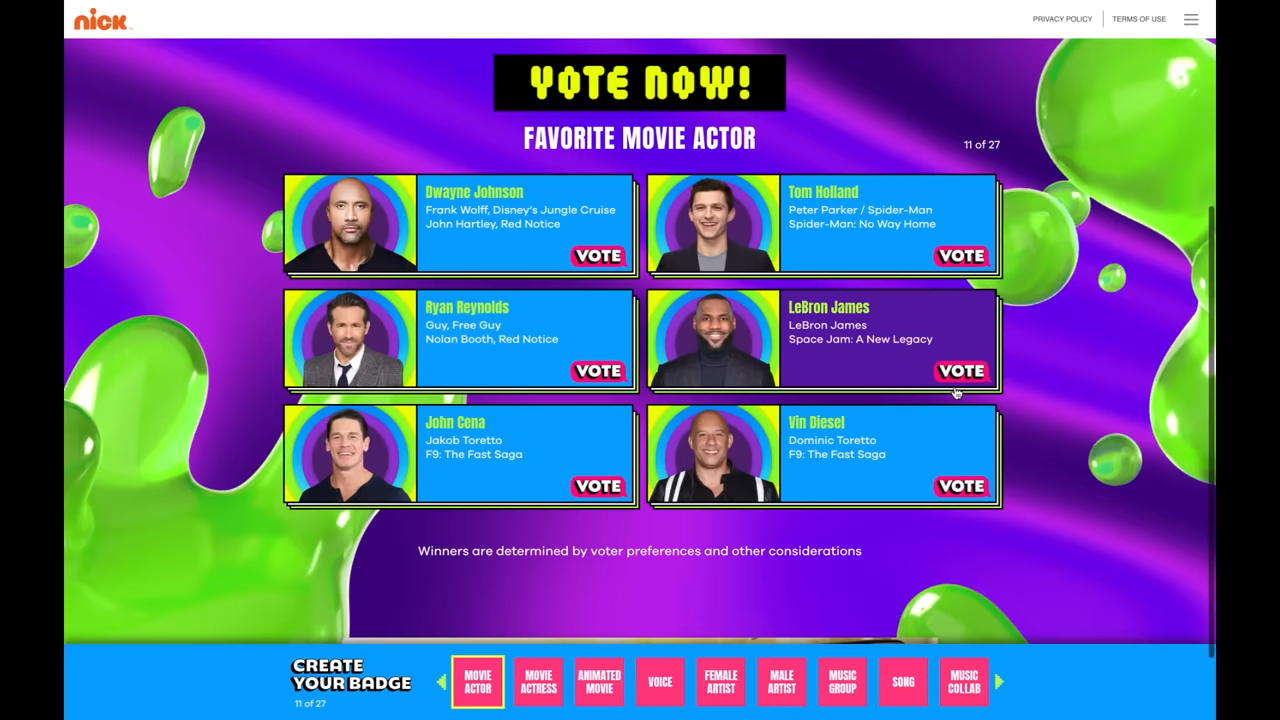 nick
PRIVACY POLICY
TERMS OF USE
VOTE NOW!
FAVORITE MOVIE ACTOR
11 of 27
Dwayne Johnson
Frank Wolff, Disney's Jungle Cruise
John Hartley, Red Notice
VOTE
Tom Holland
Peter Parker / Spider-Man
Spider-Man: No Way Home
VOTE
Ryan Reynolds
Guy, Free Guy
Nolan Booth, Red Notice
VOTE
LeBron James
LeBron James
Space Jam: A New Legacy
VOTE
John Cena
Jakob Toretto
F9: The Fast Saga
VOTE
Vin Diesel
Dominic Toretto
F9: The Fast Saga
VOTE
Winners are determined by voter preferences and other considerations
CREATE
YOUR BADGE
11 of 27
MOVIE
ACTOR
MOVIE
ACTRESS
ANIMATED
MOVIE
VOICE
FEMALE
ARTIST
MALE
ARTIST
MUSIC
GROUP
SONG
MUSIC
COLLAB